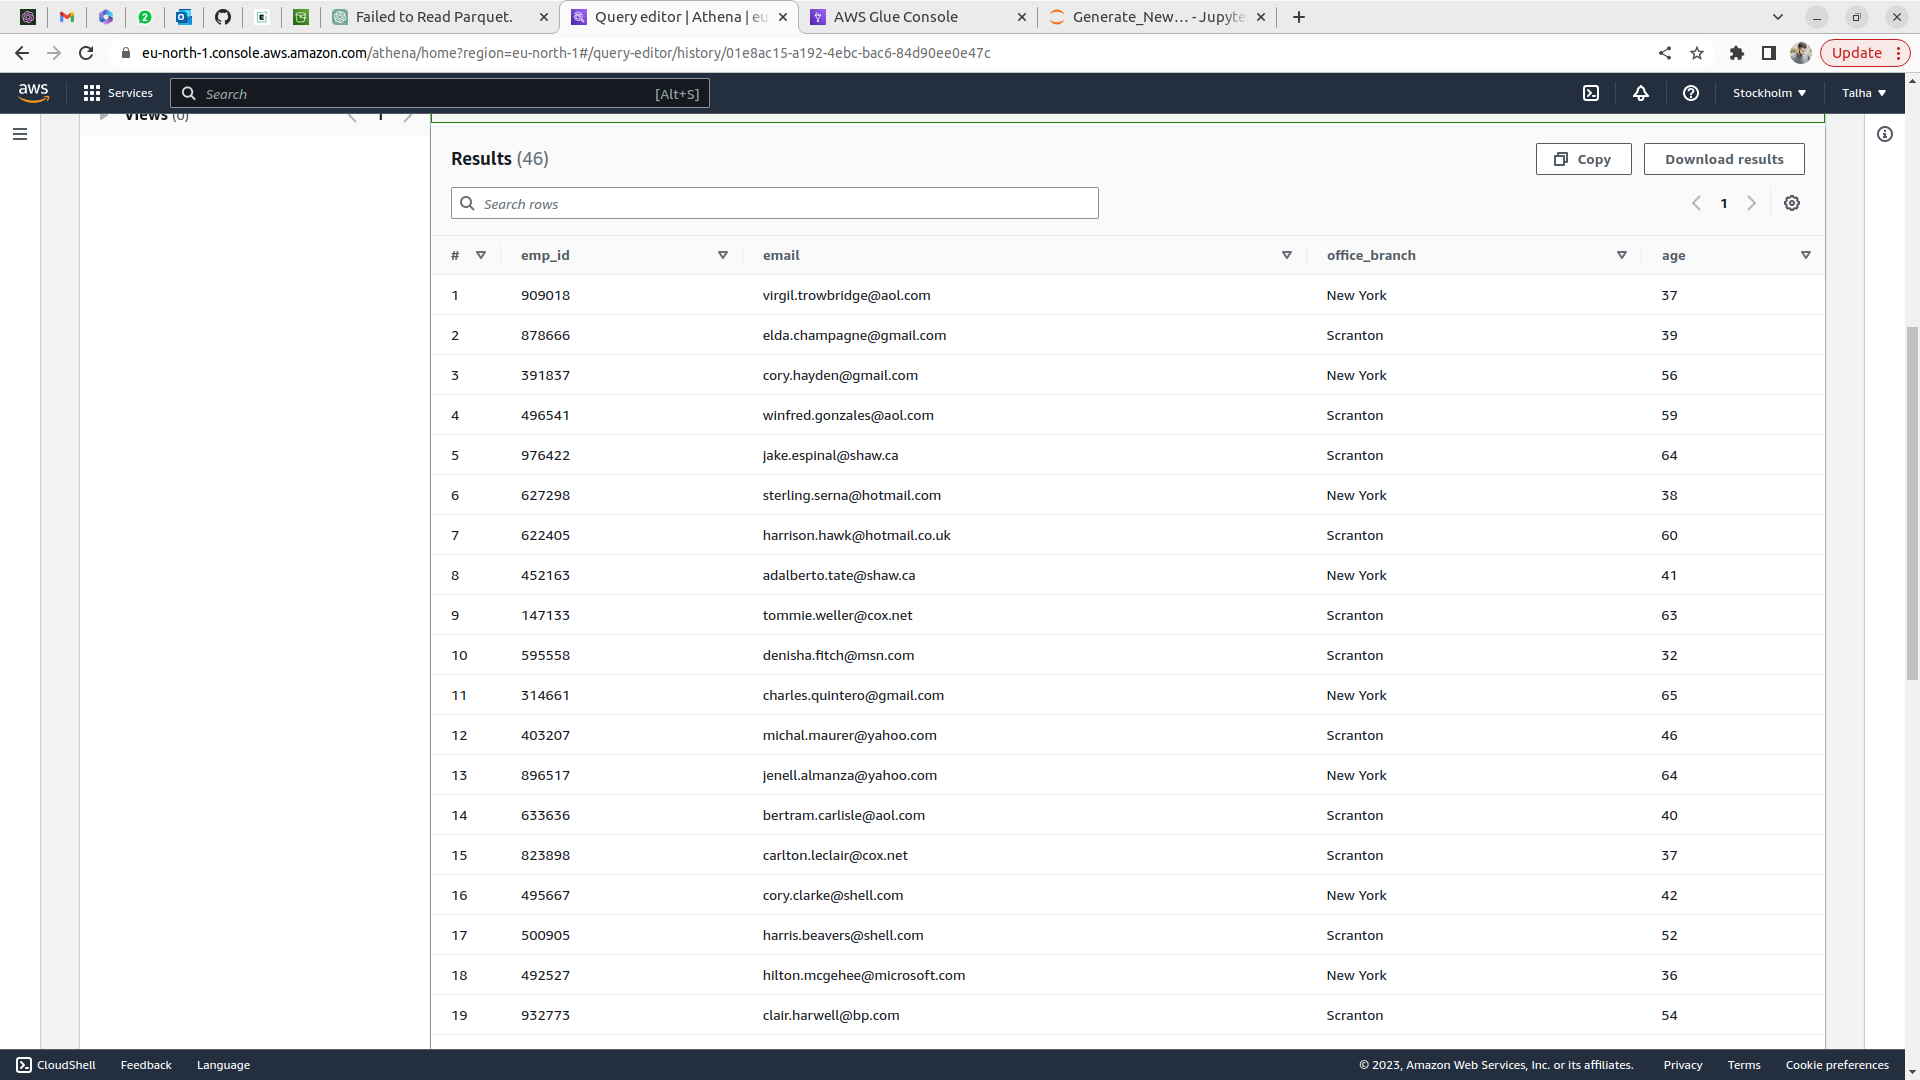 Failed to Read Parquet.
Query editor | Athena | eu
AWS Glue Console
Generate_New... - Jupyte
eu-north-1.console.aws.amazon.com/athena/home?region=eu-north-1#/query-editor/history/01e8ac15-a192-4ebc-bac6-84d90ee0e47c
Update
aws Services Search [Alt+S] Stockholm Talha
Views (0) 1
Results (46) Copy Download results
Search rows 1
# emp_id email office_branch age
1 909018 virgil.trowbridge@aol.com New York 37
2 878666 elda.champagne@gmail.com Scranton 39
3 391837 cory.hayden@gmail.com New York 56
4 496541 winfred.gonzales@aol.com Scranton 59
5 976422 jake.espinal@shaw.ca Scranton 64
6 627298 sterling.serna@hotmail.com New York 38
7 622405 harrison.hawk@hotmail.co.uk Scranton 60
8 452163 adalberto.tate@shaw.ca New York 41
9 147133 tommie.weller@cox.net Scranton 63
10 595558 denisha.fitch@msn.com Scranton 32
11 314661 charles.quintero@gmail.com New York 65
12 403207 michal.maurer@yahoo.com Scranton 46
13 896517 jenell.almanza@yahoo.com New York 64
14 633636 bertram.carlisle@aol.com Scranton 40
15 823898 carlton.leclair@cox.net Scranton 37
16 495667 cory.clarke@shell.com New York 42
17 500905 harris.beavers@shell.com Scranton 52
18 492527 hilton.mcgehee@microsoft.com New York 36
19 932773 clair.harwell@bp.com Scranton 54
CloudShell Feedback Language © 2023, Amazon Web Services, Inc. or its affiliates. Privacy Terms Cookie preferences